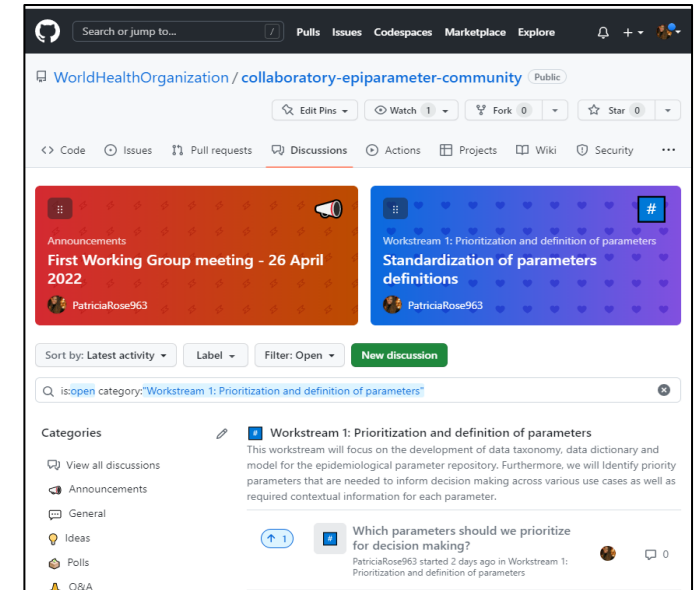 Search or jump to... /
Pulls Issues Codespaces Marketplace Explore
WorldHealthOrganization / collaboratory-epiparameter-community Public
Edit Pins Watch 1 Fork 0 Star 0
<> Code Issues Pull requests Discussions Actions Projects Wiki Security ...
Announcements
First Working Group meeting - 26 April
2022
PatriciaRose963
#
Workstream 1: Prioritization and definition of parameters
Standardization of parameters
definitions
PatriciaRose963
Sort by: Latest activity Label Filter: Open New discussion
is:open category:"Workstream 1: Prioritization and definition of parameters"
Categories
View all discussions
Announcements
General
Ideas
Polls
Q&A
# Workstream 1: Prioritization and definition of parameters
This workstream will focus on the development of data taxonomy, data dictionary and
model for the epidemiological parameter repository. Furthermore, we will Identify priority
parameters that are needed to inform decision making across various use cases as well as
required contextual information for each parameter.
↑ 1
#
Which parameters should we prioritize
for decision making?
PatriciaRose963 started 2 days ago in Workstream 1:
Prioritization and definition of parameters
0